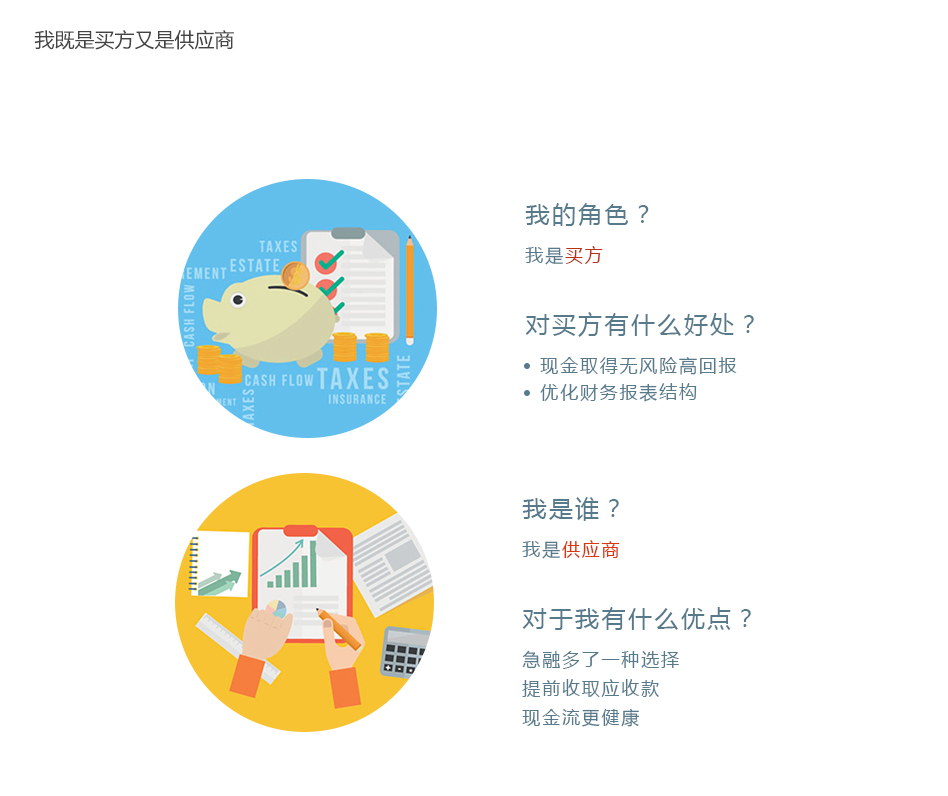 我既是买方又是供应商
我的角色？
我是买方
对买方有什么好处？
• 现金取得无风险高回报
• 优化财务报表结构
TAXES
ESTATE
EMENT
CASH FLOW
CASH FLOW
TAXES
INSURANCE
ESTATE
TAXES
我是谁？
我是供应商
对于我有什么优点？
急融多了一种选择
提前收取应收款
现金流更健康